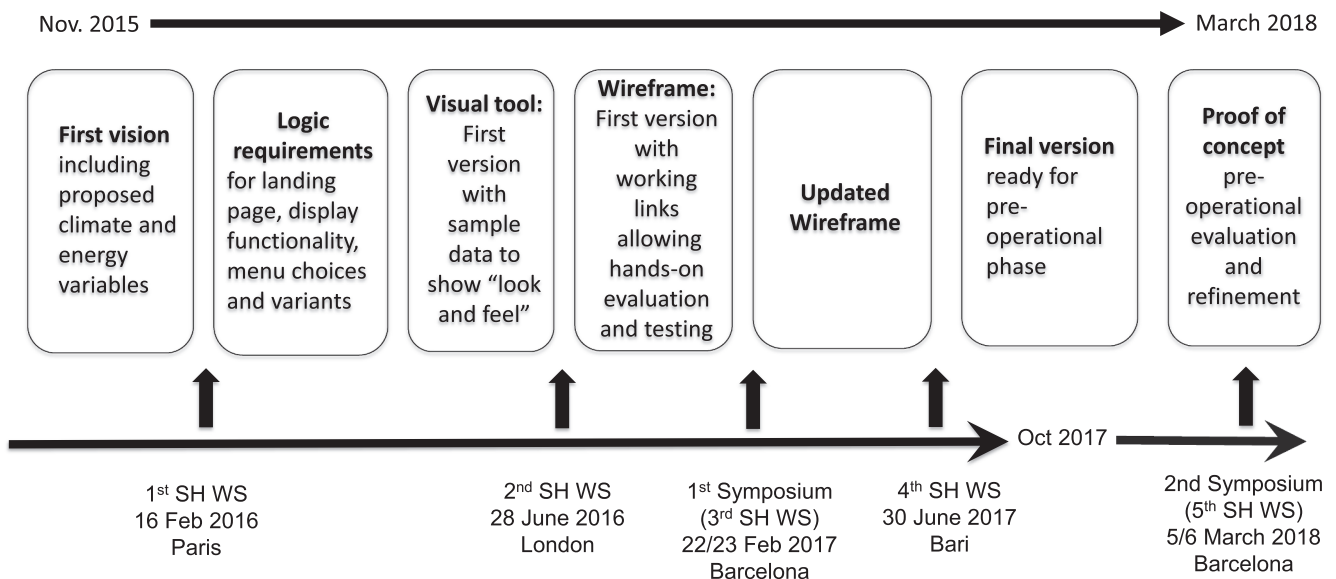 Nov. 2015
March 2018
First vision
including
proposed
climate and
energy
variables
Logic
requirements
for landing
page, display
functionality,
menu choices
and variants
Visual tool:
First
version
with
sample
data to
show “look
and feel”
Wireframe:
First version
with
working
links
allowing
hands-on
evaluation
and testing
Updated
Wireframe
Final version
ready for
pre-
operational
phase
Proof of
concept
pre-
operational
evaluation
and
refinement
Oct 2017
1st SH WS
16 Feb 2016
Paris
2nd SH WS
28 June 2016
London
1st Symposium
(3rd SH WS)
22/23 Feb 2017
Barcelona
4th SH WS
30 June 2017
Bari
2nd Symposium
(5th SH WS)
5/6 March 2018
Barcelona